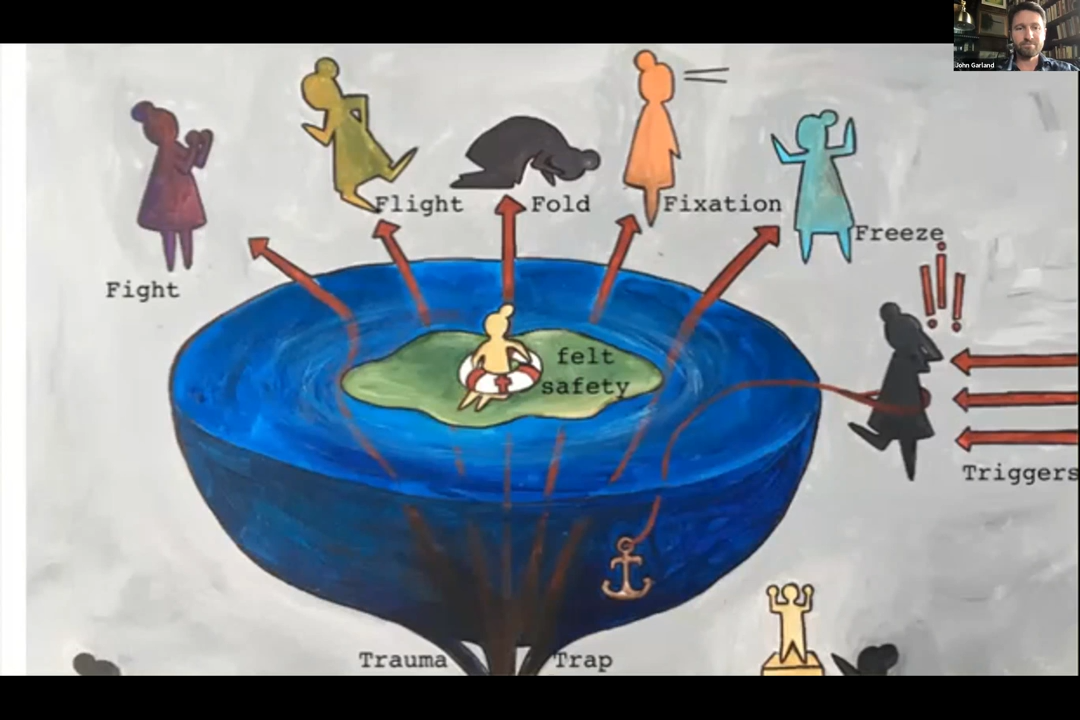 John Garland
Flight
Fold
Fixation
Freeze
Fight
felt
safety
Triggers
Trauma
Trap